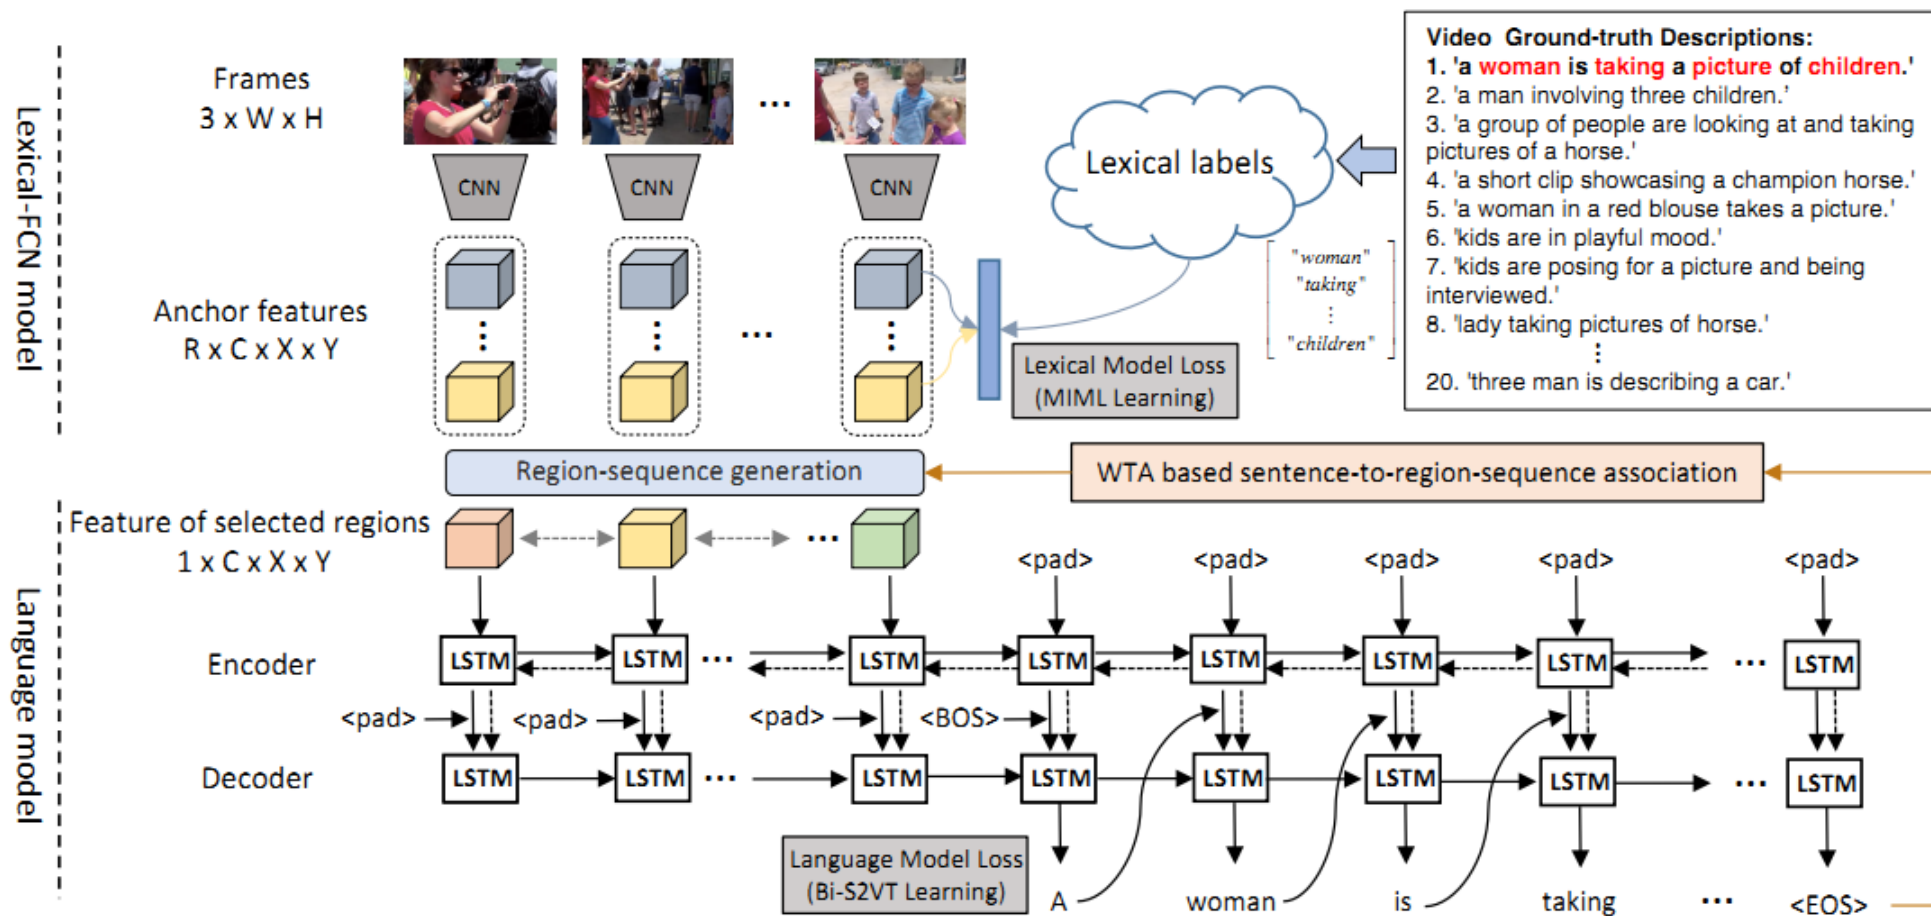 Lexical-FCN model
Frames
3 x W x H
CNN
CNN
CNN
...
Anchor features
R x C x X x Y
...
Lexical labels
"woman"
"taking"
⋮
"children"
Lexical Model Loss
(MIML Learning)
Video Ground-truth Descriptions:
1. 'a woman is taking a picture of children.'
2. 'a man involving three children.'
3. 'a group of people are looking at and taking
pictures of a horse.'
4. 'a short clip showcasing a champion horse.'
5. 'a woman in a red blouse takes a picture.'
6. 'kids are in playful mood.'
7. 'kids are posing for a picture and being
interviewed.'
8. 'lady taking pictures of horse.'
⋮
20. 'three man is describing a car.'
Region-sequence generation
WTA based sentence-to-region-sequence association
Language model
Feature of selected regions
1 x C x X x Y
...
<pad>
<pad>
<pad>
<pad>
<pad>
Encoder
LSTM
LSTM
...
LSTM
LSTM
LSTM
LSTM
LSTM
...
LSTM
<pad>
<pad>
<pad>
<BOS>
Decoder
LSTM
LSTM
...
LSTM
LSTM
LSTM
LSTM
LSTM
...
LSTM
Language Model Loss
(Bi-S2VT Learning)
A
woman
is
taking
...
<EOS>